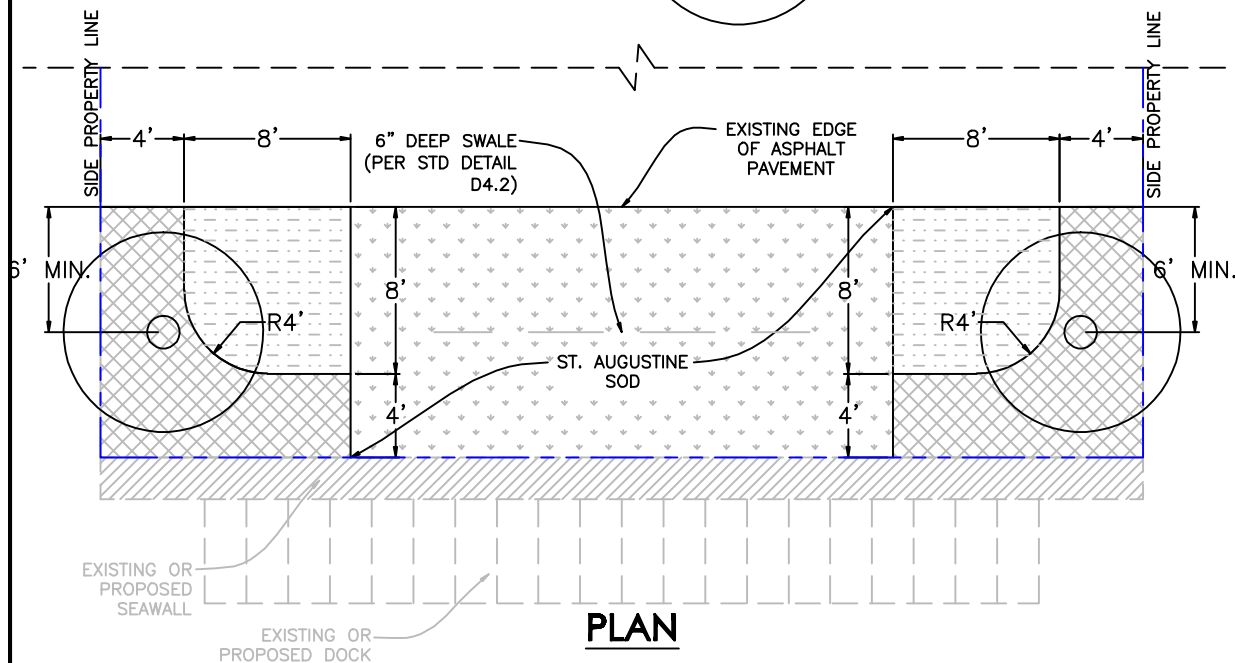 SIDE PROPERTY LINE
SIDE PROPERTY LINE
4'
8'
6" DEEP SWALE
(PER STD DETAIL
D4.2)
EXISTING EDGE
OF ASPHALT
PAVEMENT
8'
4'
6' MIN.
8'
8'
6' MIN.
R4'
R4'
ST. AUGUSTINE
SOD
4'
4'
EXISTING OR
PROPOSED
SEAWALL
EXISTING OR
PROPOSED DOCK
PLAN